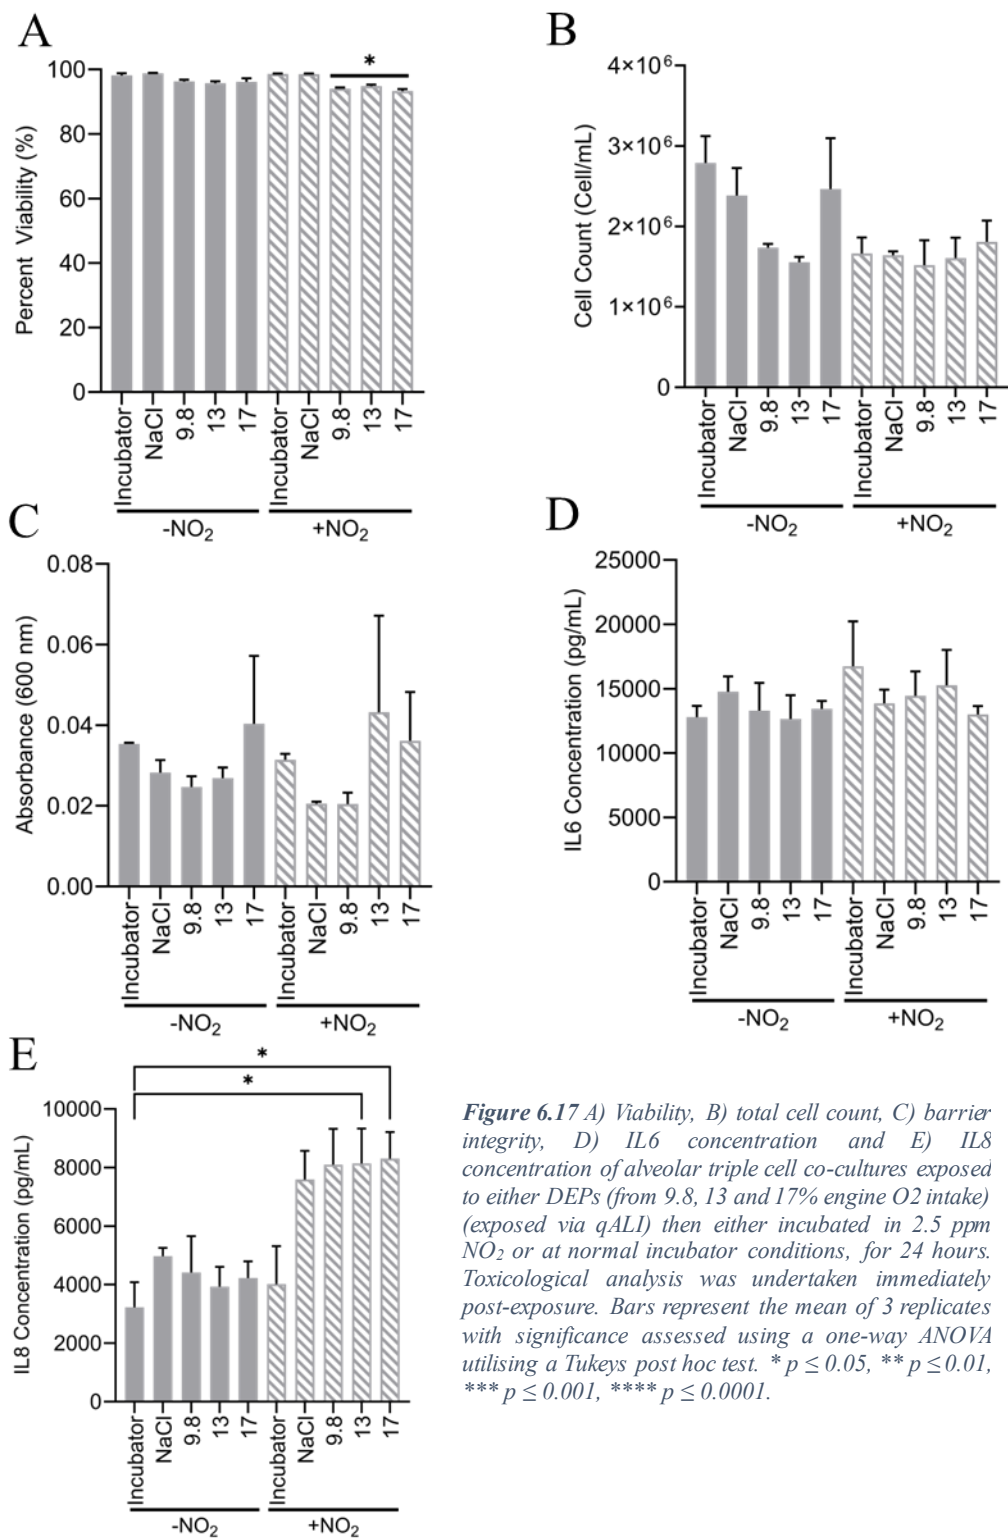 A
*
100
80
60
40
20
0
Percent Viability (%)
Incubator
NaCl
9.8
13
17
Incubator
NaCl
9.8
13
17
-NO₂
+NO₂
B
4×10⁶
3×10⁶
2×10⁶
1×10⁶
0
Cell Count (Cell/mL)
Incubator
NaCl
9.8
13
17
Incubator
NaCl
9.8
13
17
-NO₂
+NO₂
C
0.08
0.06
0.04
0.02
0.00
Absorbance (600 nm)
Incubator
NaCl
9.8
13
17
Incubator
NaCl
9.8
13
17
-NO₂
+NO₂
D
25000
20000
15000
10000
5000
0
IL6 Concentration (pg/mL)
Incubator
NaCl
9.8
13
17
Incubator
NaCl
9.8
13
17
-NO₂
+NO₂
E
*
*
10000
8000
6000
4000
2000
0
IL8 Concentration (pg/mL)
Incubator
NaCl
9.8
13
17
Incubator
NaCl
9.8
13
17
-NO₂
+NO₂
Figure 6.17 A) Viability, B) total cell count, C) barrier
integrity, D) IL6 concentration and E) IL8
concentration of alveolar triple cell co-cultures exposed
to either DEPs (from 9.8, 13 and 17% engine O2 intake)
(exposed via qALI) then either incubated in 2.5 ppm
NO₂ or at normal incubator conditions, for 24 hours.
Toxicological analysis was undertaken immediately
post-exposure. Bars represent the mean of 3 replicates
with significance assessed using a one-way ANOVA
utilising a Tukeys post hoc test. * p ≤ 0.05, ** p ≤ 0.01,
*** p ≤ 0.001, **** p ≤ 0.0001.